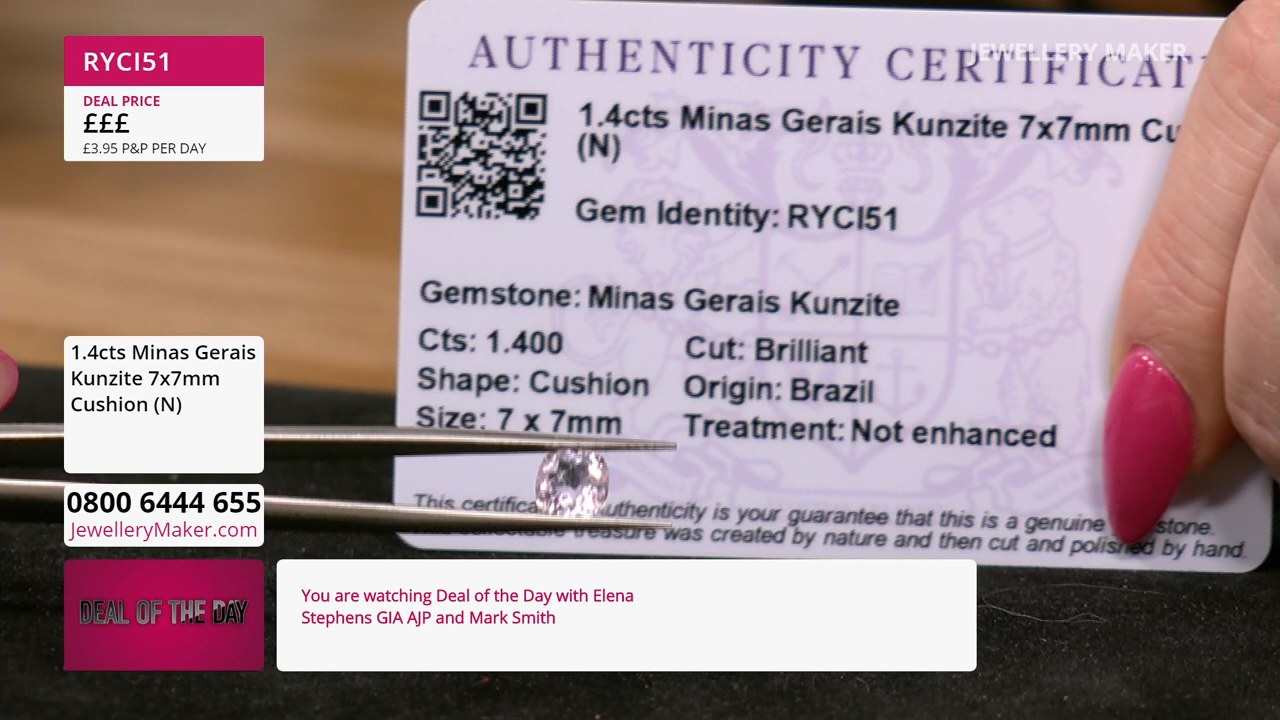 RYCI51
DEAL PRICE
£££
£3.95 P&P PER DAY
1.4cts Minas Gerais
Kunzite 7x7mm
Cushion (N)
0800 6444 655
JewelleryMaker.com
DEAL OF THE DAY
You are watching Deal of the Day with Elena
Stephens GIA AJP and Mark Smith
JEWELLERY MAKER
AUTHENTICITY CERTIFICAT
1.4cts Minas Gerais Kunzite 7x7mm Cu
(N)
Gem Identity: RYCI51
Gemstone: Minas Gerais Kunzite
Cts: 1.400 Cut: Brilliant
Shape: Cushion Origin: Brazil
Size: 7 x 7mm Treatment: Not enhanced
This authenticity is your guarantee that this is a genuine stone.
treasure was created by nature and then cut and polished by hand.